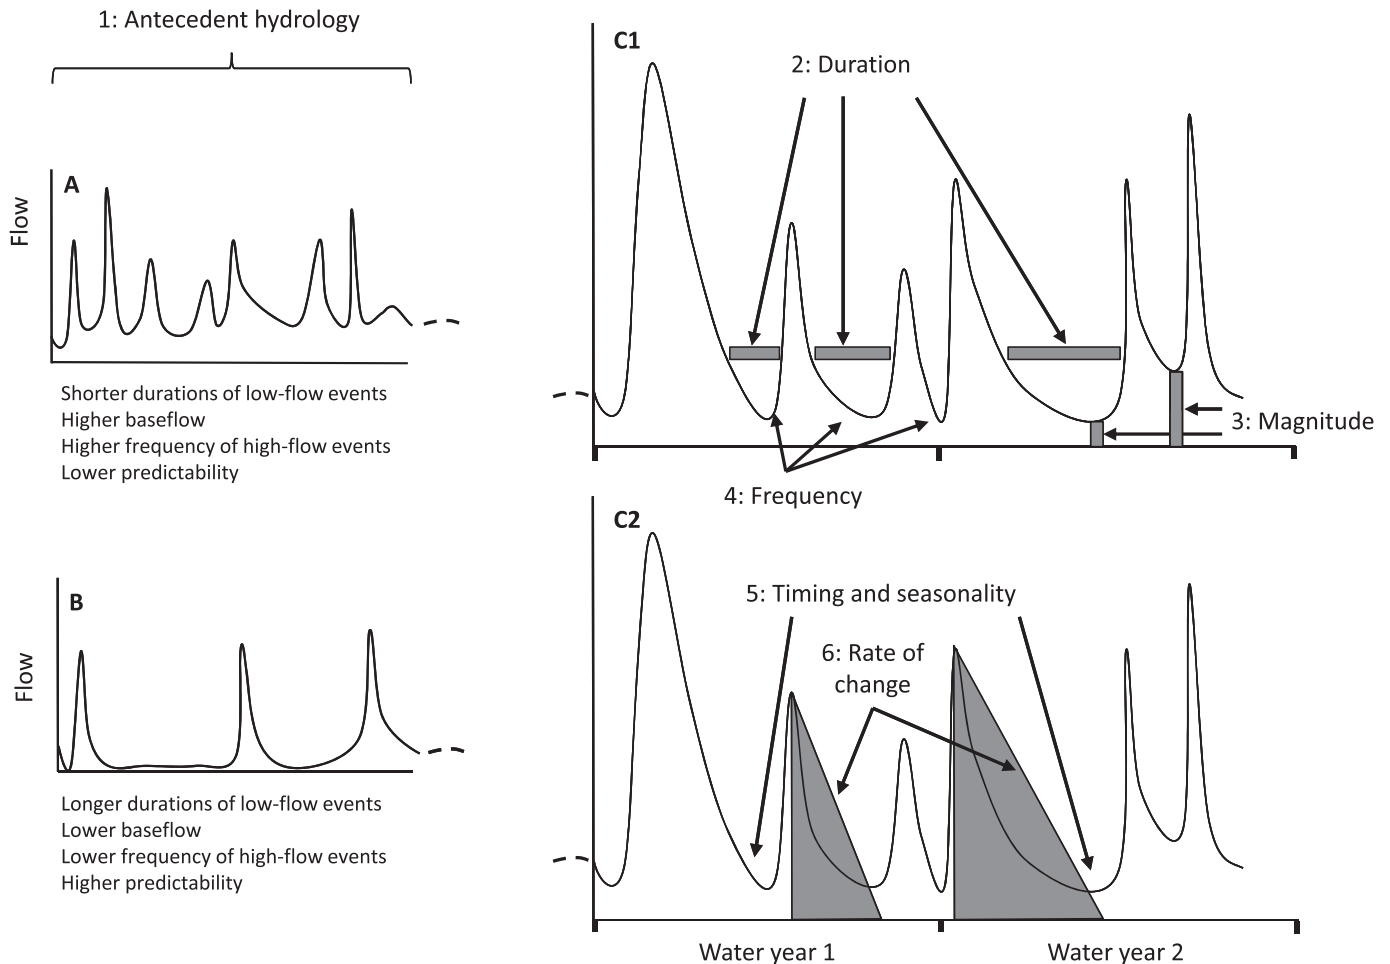 1: Antecedent hydrology
A
Flow
Shorter durations of low-flow events
Higher baseflow
Higher frequency of high-flow events
Lower predictability
B
Flow
Longer durations of low-flow events
Lower baseflow
Lower frequency of high-flow events
Higher predictability
C1
2: Duration
3: Magnitude
4: Frequency
C2
5: Timing and seasonality
6: Rate of
change
Water year 1
Water year 2